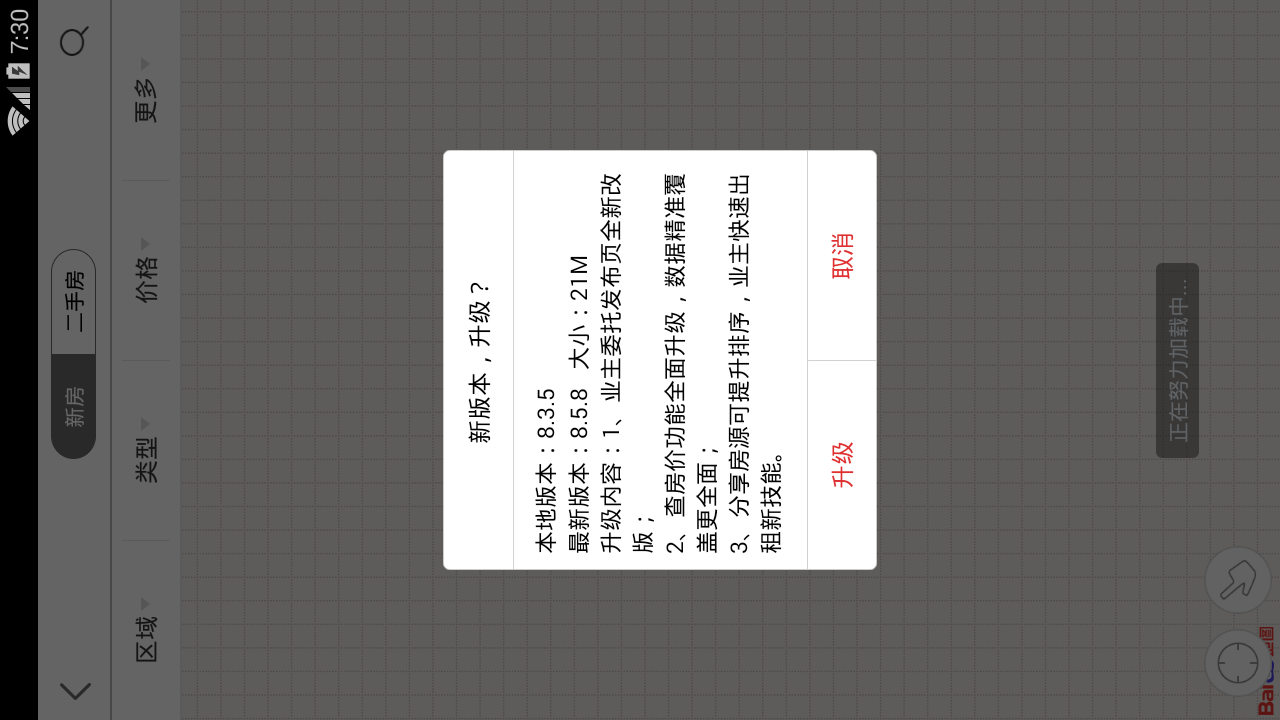 7:30
新房 二手房
区域 类型 价格 更多
新版本，升级？
本地版本：8.3.5
最新版本：8.5.8 大小：21M
升级内容：1、业主委托发布页全新改
版；
2、查房价功能全面升级，数据精准覆
盖更全面；
3、分享房源可提升排序，业主快速出
租新技能。
升级 取消
正在努力加载中...